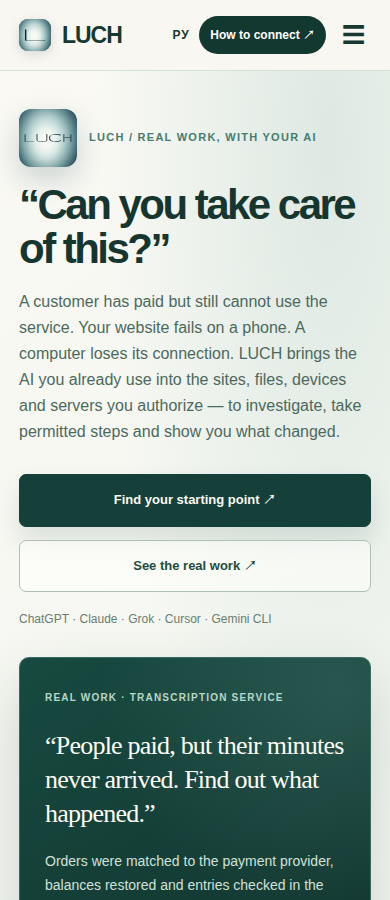 LUCH
РУ
How to connect ↗
LUCH
LUCH / REAL WORK, WITH YOUR AI
“Can you take care
of this?”
A customer has paid but still cannot use the
service. Your website fails on a phone. A
computer loses its connection. LUCH brings the
AI you already use into the sites, files, devices
and servers you authorize — to investigate, take
permitted steps and show you what changed.
Find your starting point ↗
See the real work ↗
ChatGPT · Claude · Grok · Cursor · Gemini CLI
REAL WORK · TRANSCRIPTION SERVICE
“People paid, but their minutes
never arrived. Find out what
happened.”
Orders were matched to the payment provider,
balances restored and entries checked in the